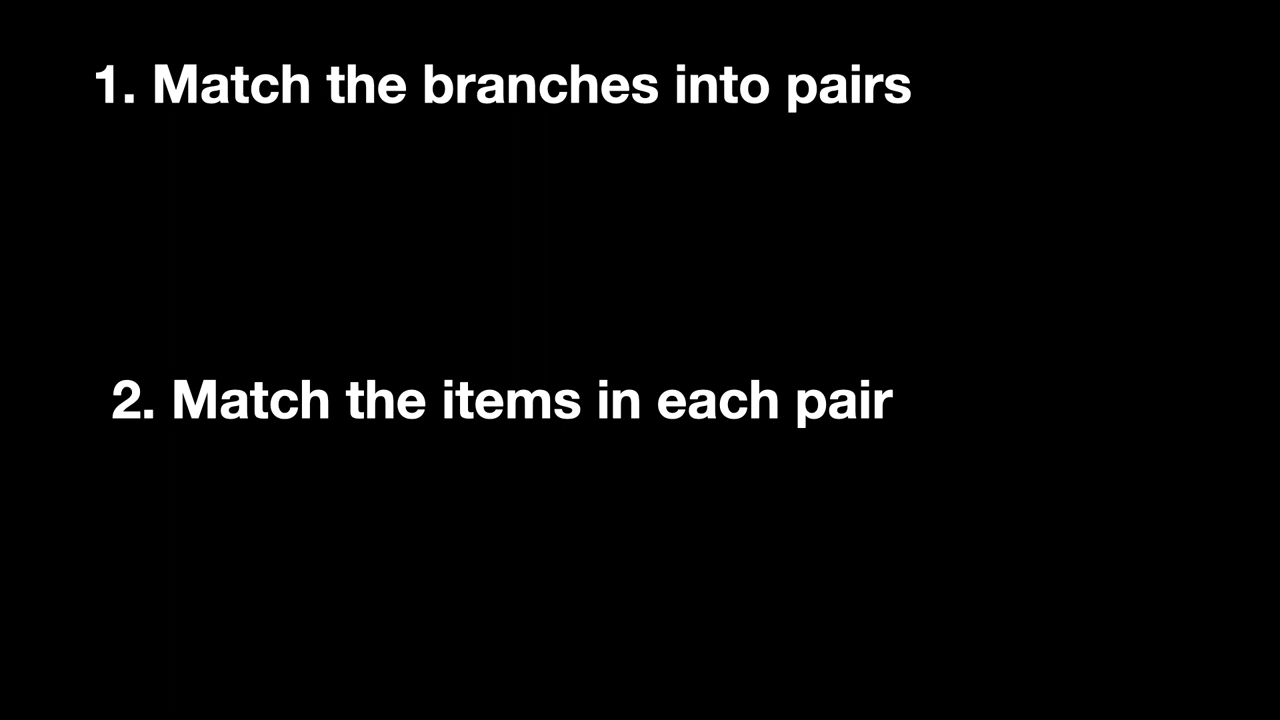 1. Match the branches into pairs
2. Match the items in each pair